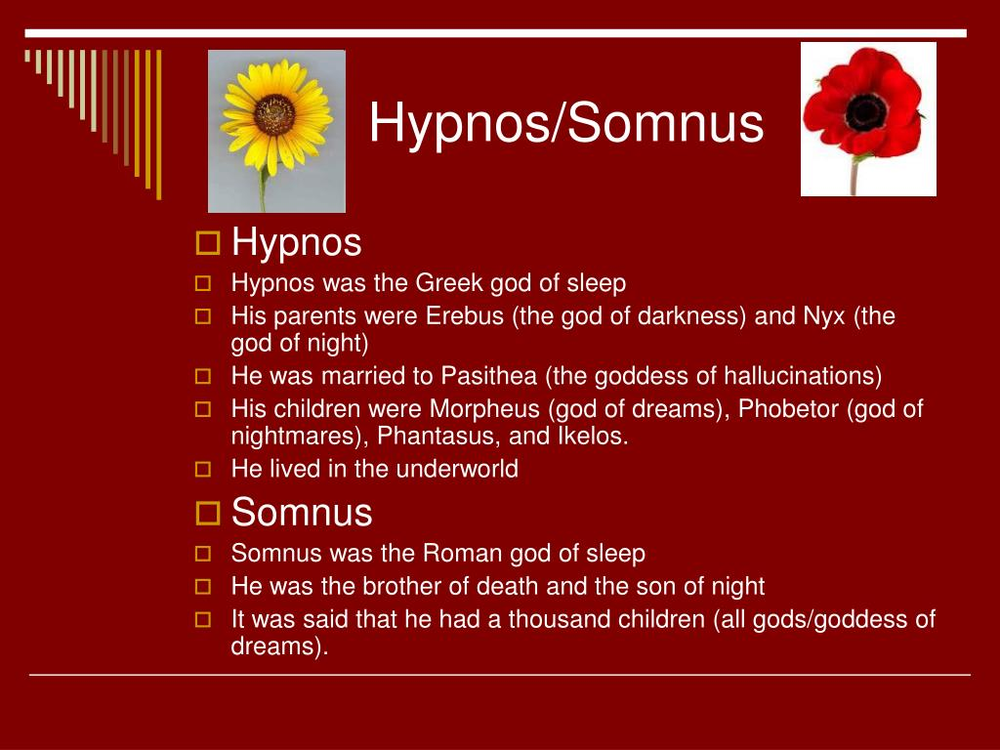 Hypnos/Somnus
Hypnos
Hypnos was the Greek god of sleep
His parents were Erebus (the god of darkness) and Nyx (the
god of night)
He was married to Pasithea (the goddess of hallucinations)
His children were Morpheus (god of dreams), Phobetor (god of
nightmares), Phantasus, and Ikelos.
He lived in the underworld
Somnus
Somnus was the Roman god of sleep
He was the brother of death and the son of night
It was said that he had a thousand children (all gods/goddess of
dreams).